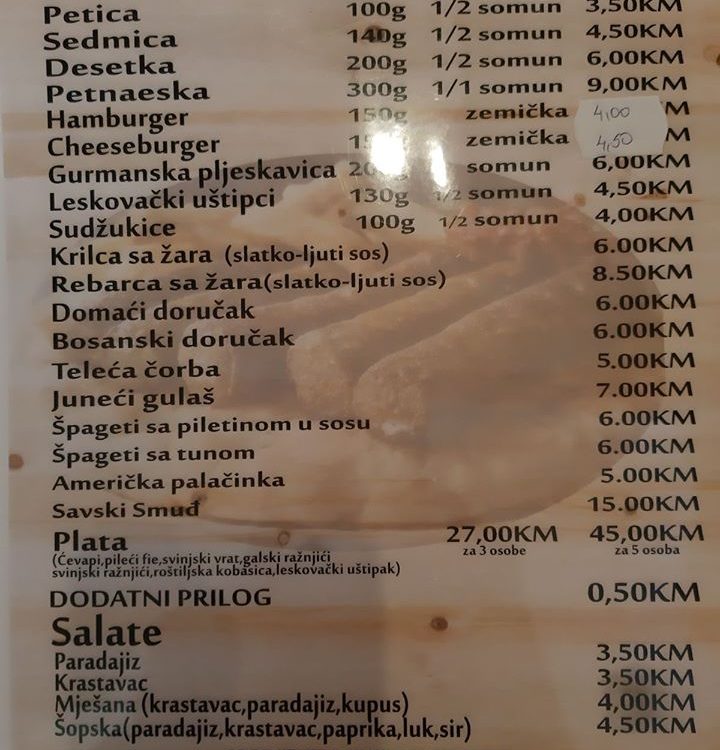 Petica 100g 1/2 somun 3,50KM
Sedmica 140g 1/2 somun 4,50KM
Desetka 200g 1/2 somun 6,00KM
Petnaeska 300g 1/1 somun 9,00KM
Hamburger 150g zemička 4,00 M
Cheeseburger zemička 4,50 M
Gurmanska pljeskavica somun 6,00KM
Leskovački uštipci 130g 1/2 somun 4,50KM
Sudžukice 100g 1/2 somun 4,00KM
Krilca sa žara (slatko-ljuti sos) 6.00KM
Rebarca sa žara(slatko-ljuti sos) 8.50KM
Domaći doručak 6.00KM
Bosanski doručak 6.00KM
Teleća čorba 5.00KM
Juneći gulaš 7.00KM
Špageti sa piletinom u sosu 6.00KM
Špageti sa tunom 6.00KM
Američka palačinka 5.00KM
Savski Smuđ 15.00KM
Plata 27,00KM 45,00KM
za 3 osobe za 5 osoba
(Ćevapi,pileći fie,svinjski vrat,galski ražnjići
svinjski ražnjići,roštiljska kobasica,leskovački uštipak)
DODATNI PRILOG 0,50KM
Salate
Paradajiz 3,50KM
Krastavac 3,50KM
Mješana (krastavac,paradajiz,kupus) 4,00KM
Šopska(paradajiz,krastavac,paprika,luk,sir) 4,50KM